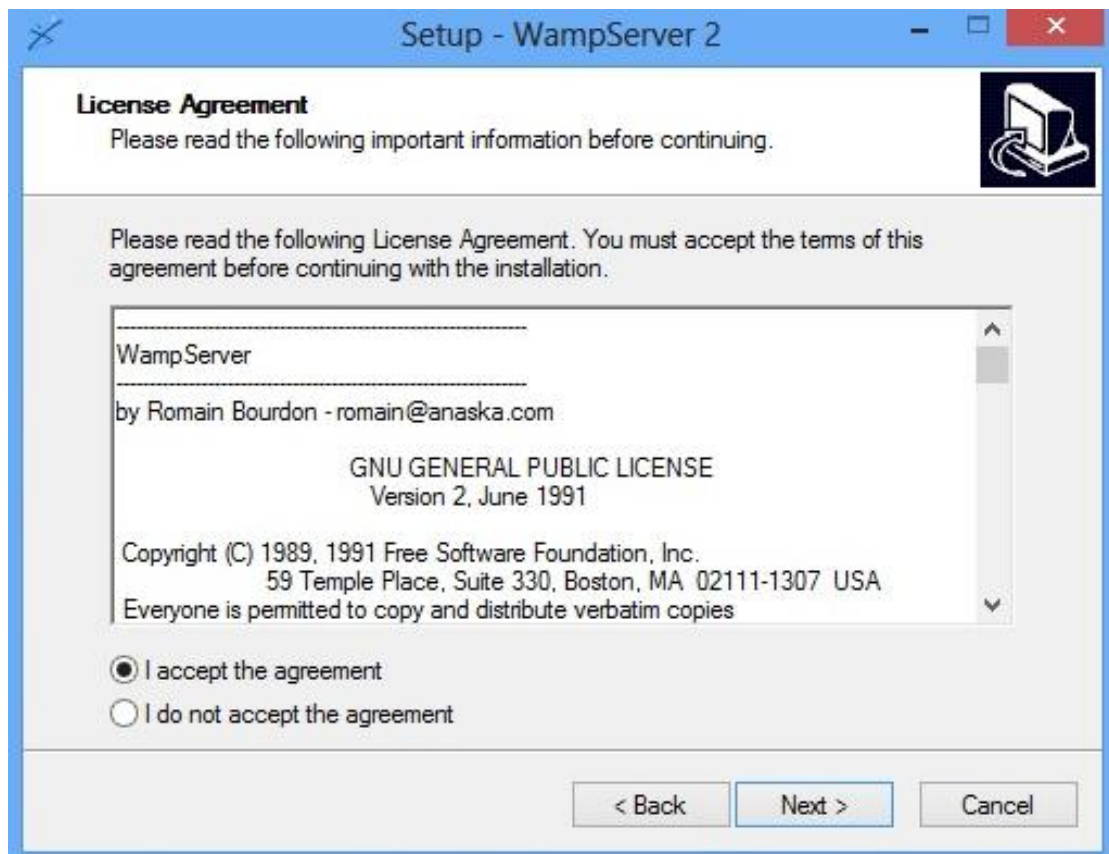 Setup - WampServer 2
License Agreement
Please read the following important information before continuing.
Please read the following License Agreement. You must accept the terms of this
agreement before continuing with the installation.
------------------------------------------------------------
WampServer
------------------------------------------------------------
by Romain Bourdon - romain@anaska.com
GNU GENERAL PUBLIC LICENSE
Version 2, June 1991
Copyright (C) 1989, 1991 Free Software Foundation, Inc.
59 Temple Place, Suite 330, Boston, MA 02111-1307 USA
Everyone is permitted to copy and distribute verbatim copies
I accept the agreement
I do not accept the agreement
< Back Next > Cancel